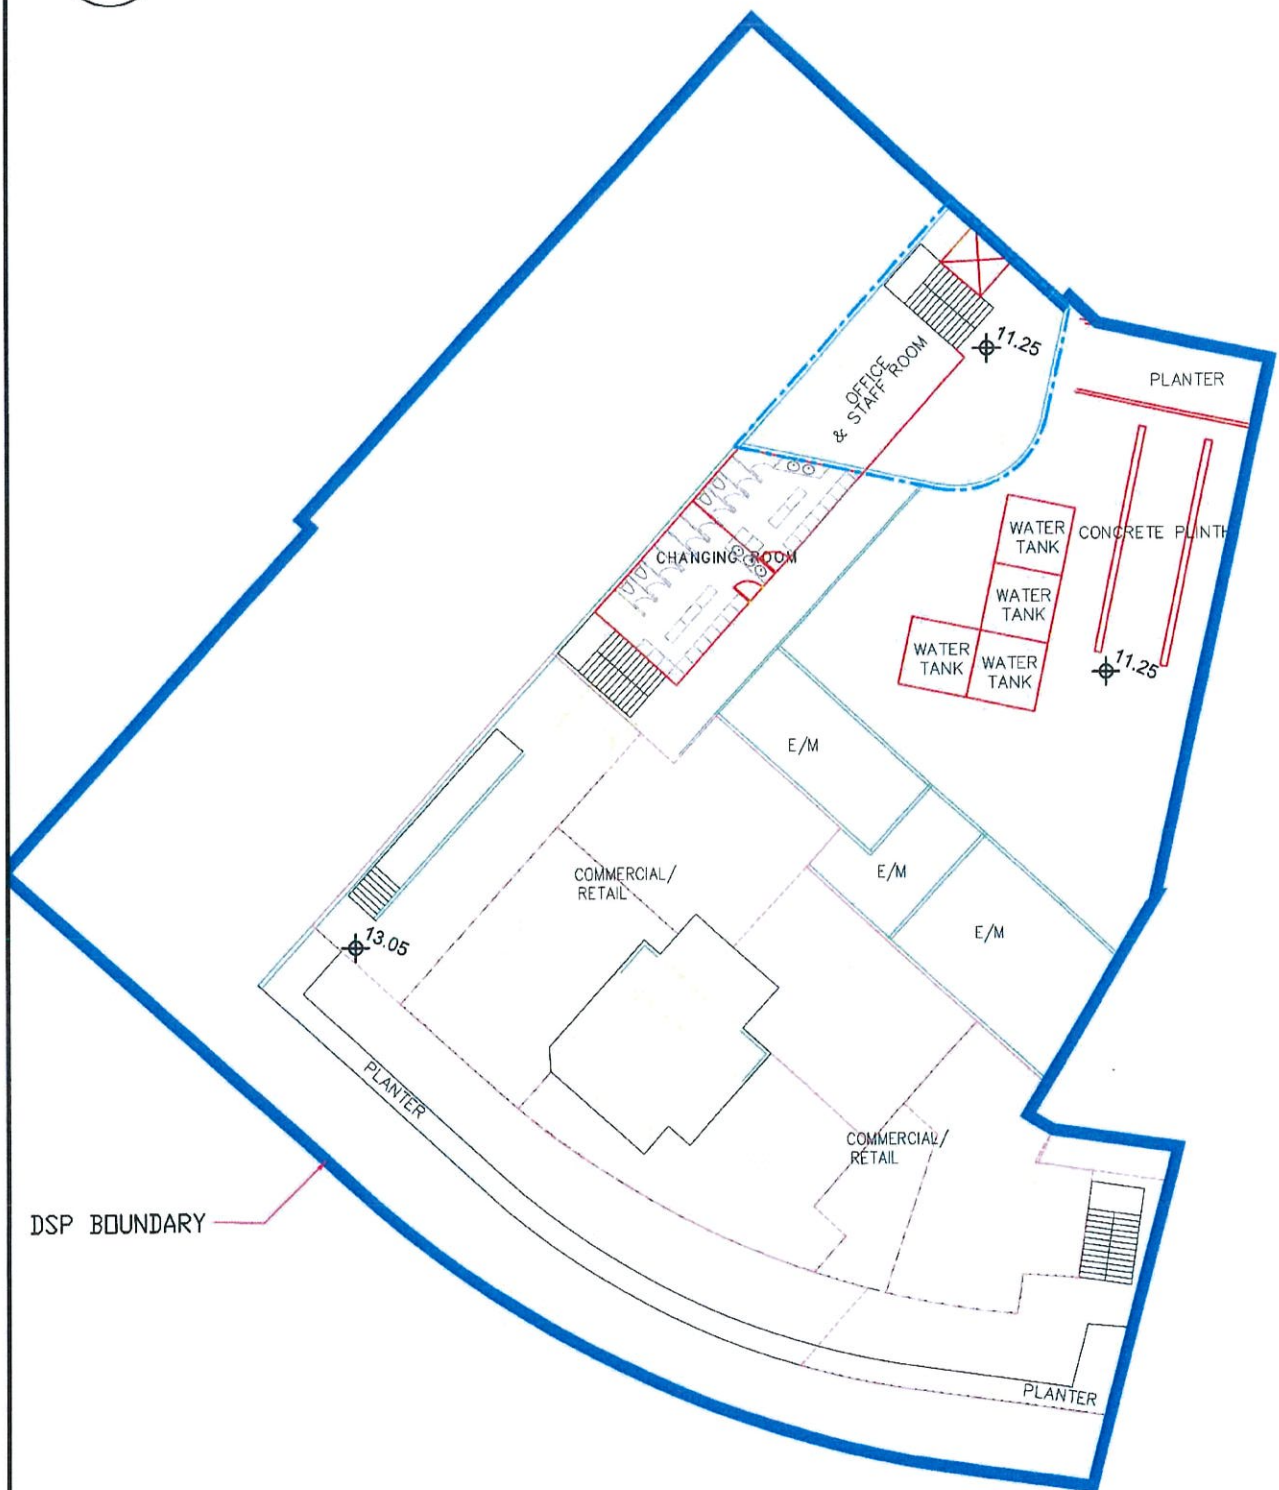 11.25
OFFICE
& STAFF ROOM
PLANTER
WATER
TANK
CONCRETE PLINTH
CHANGING ROOM
WATER
TANK
WATER
TANK
WATER
TANK
11.25
E/M
COMMERCIAL/
RETAIL
E/M
E/M
13.05
PLANTER
COMMERCIAL/
RETAIL
DSP BOUNDARY
PLANTER